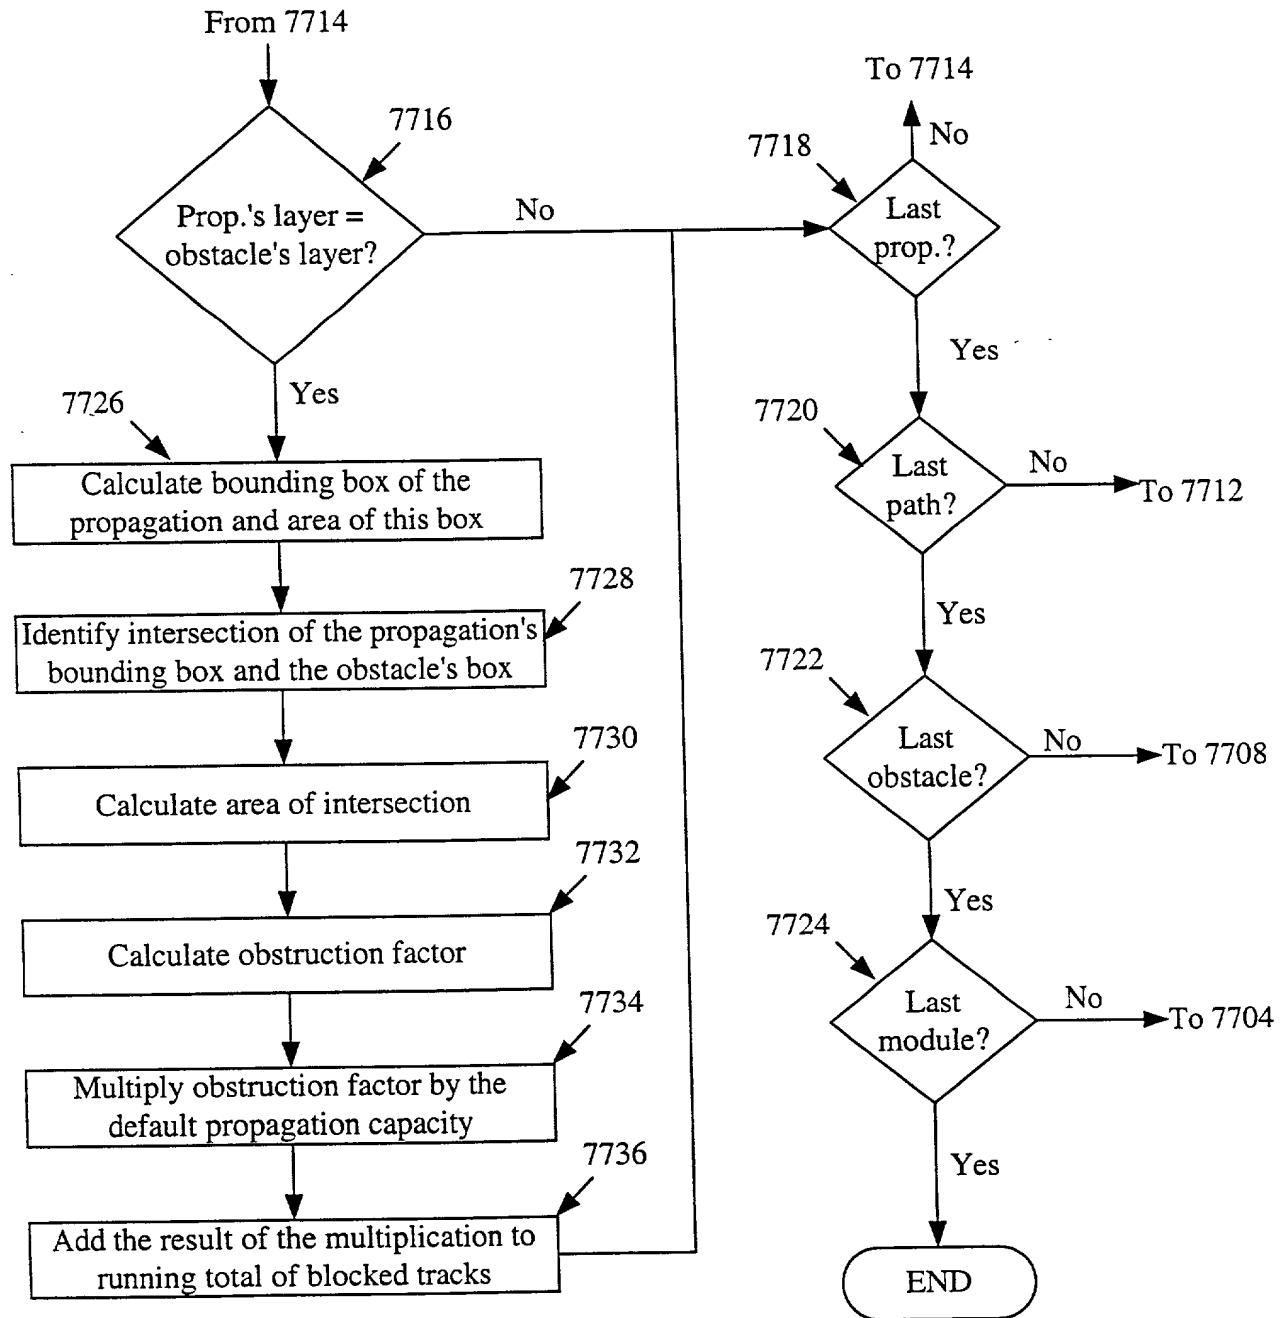 From 7714
7716
Prop.'s layer =
obstacle's layer?
No
Yes
7726
Calculate bounding box of the
propagation and area of this box
7728
Identify intersection of the propagation's
bounding box and the obstacle's box
7730
Calculate area of intersection
7732
Calculate obstruction factor
7734
Multiply obstruction factor by the
default propagation capacity
7736
Add the result of the multiplication to
running total of blocked tracks
To 7714
No
7718
Last
prop.?
Yes
7720
Last
path?
No
To 7712
Yes
7722
Last
obstacle?
No
To 7708
Yes
7724
Last
module?
No
To 7704
Yes
END